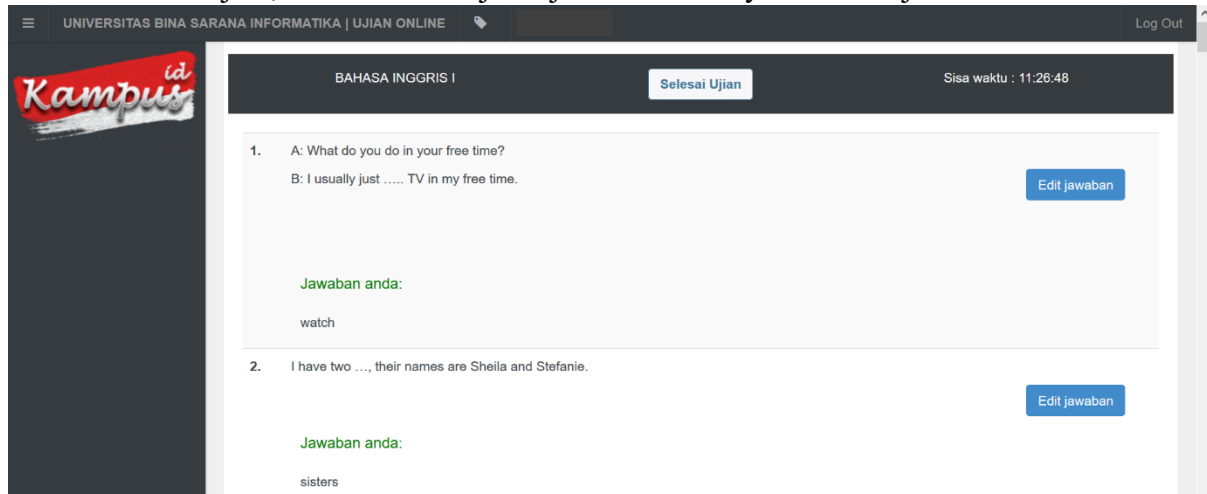 UNIVERSITAS BINA SARANA INFORMATIKA | UJIAN ONLINE Log Out
Kampus id
BAHASA INGGRIS I Selesai Ujian Sisa waktu : 11:26:48
1. A: What do you do in your free time?
B: I usually just ….. TV in my free time.
Edit jawaban
Jawaban anda:
watch
2. I have two …, their names are Sheila and Stefanie.
Edit jawaban
Jawaban anda:
sisters